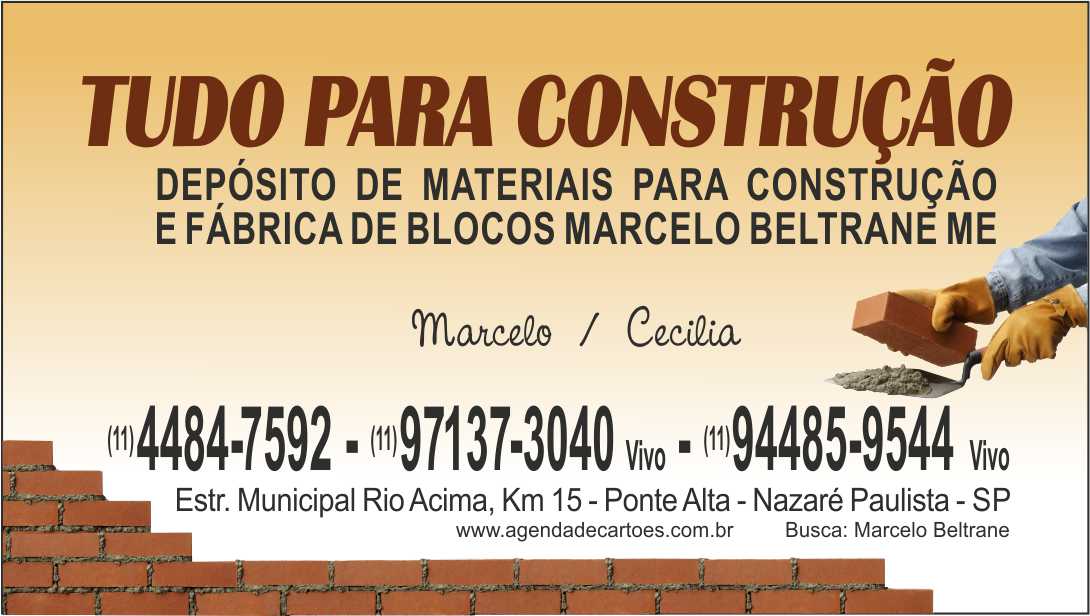 TUDO PARA CONSTRUÇÃO
DEPÓSITO DE MATERIAIS PARA CONSTRUÇÃO
E FÁBRICA DE BLOCOS MARCELO BELTRANE ME
Marcelo / Cecilia
(11) 4484-7592 - (11) 97137-3040 Vivo - (11) 94485-9544 Vivo
Estr. Municipal Rio Acima, Km 15 - Ponte Alta - Nazaré Paulista - SP
www.agendadecartoes.com.br Busca: Marcelo Beltrane